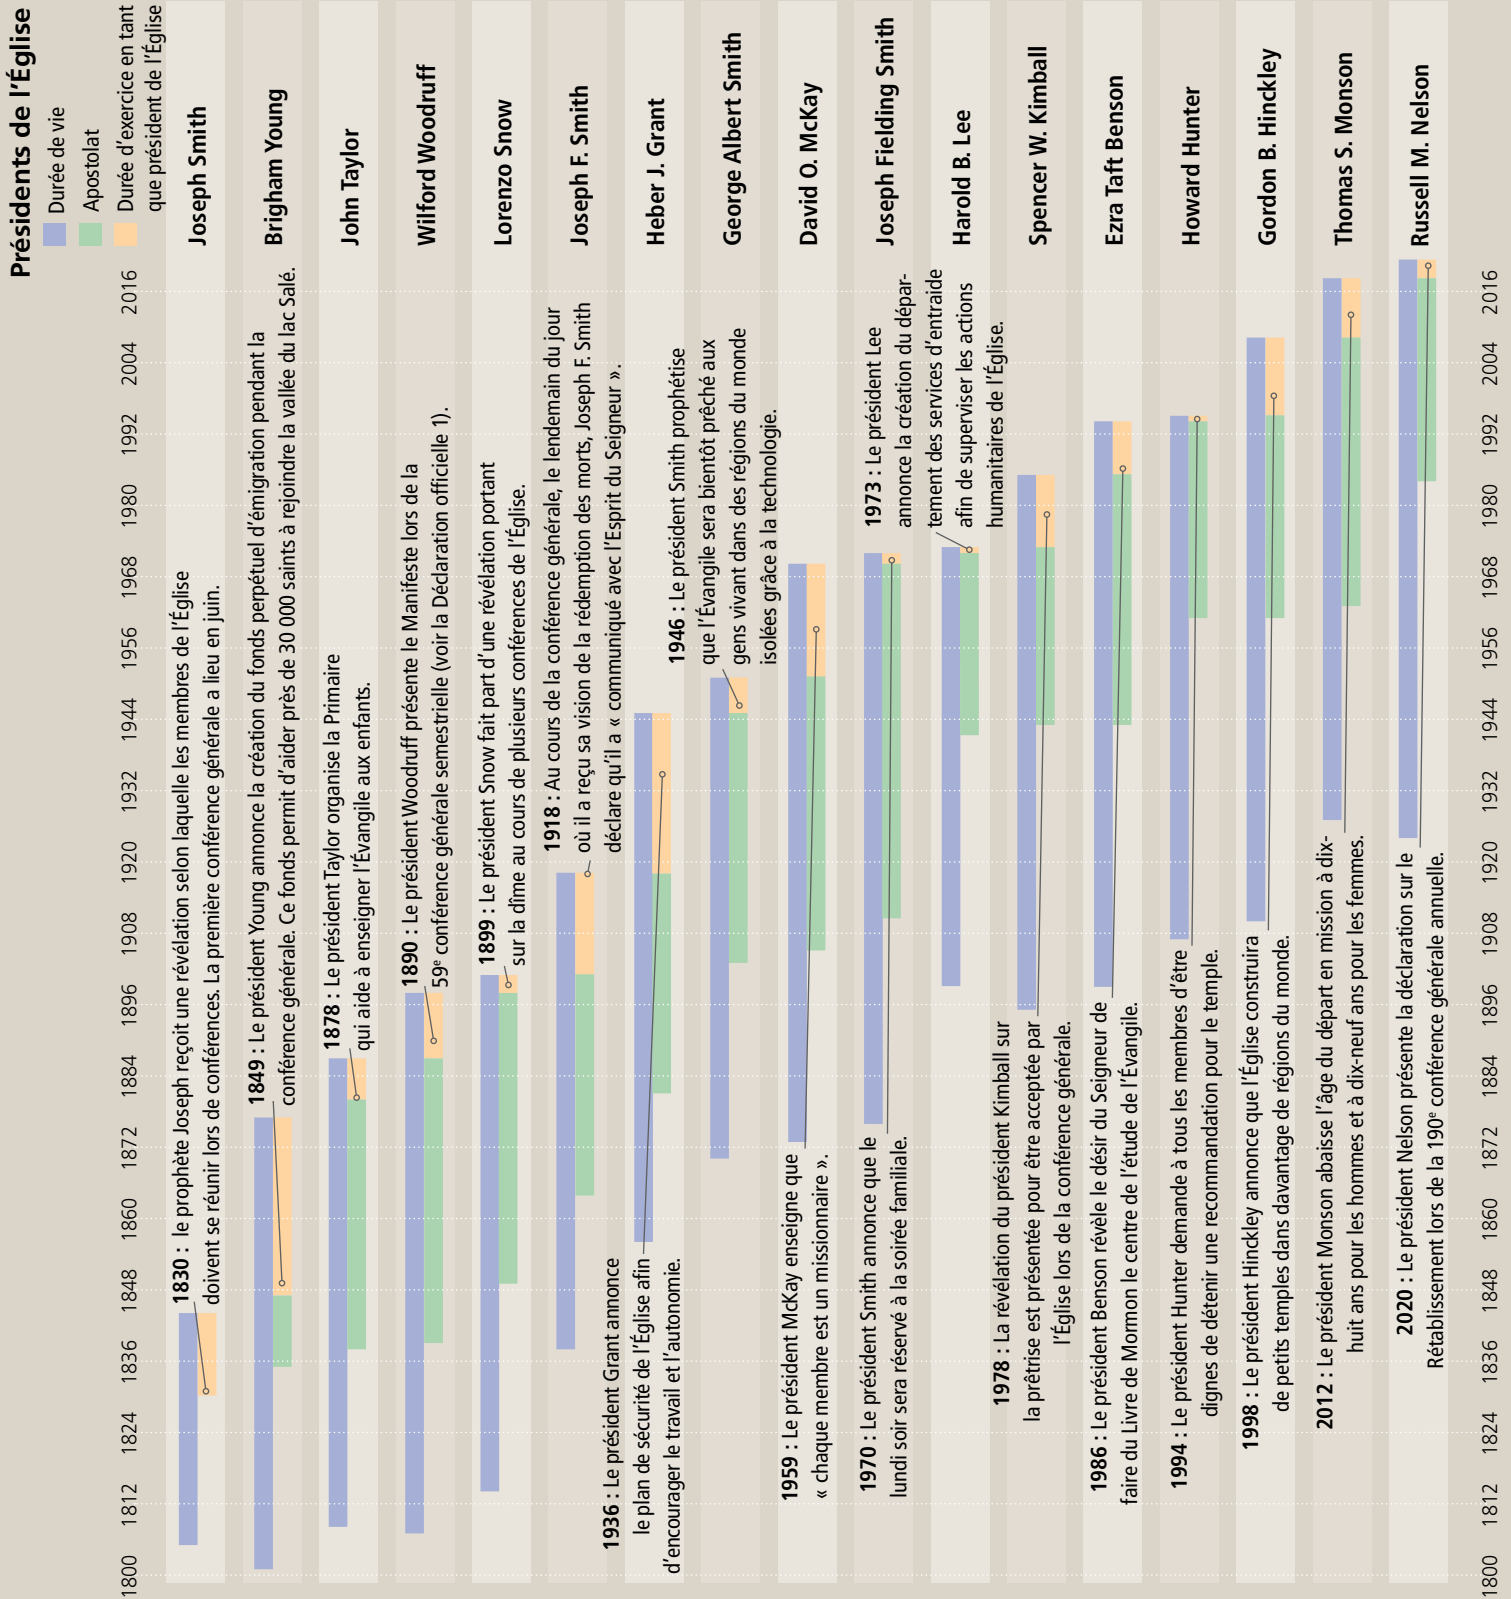 Présidents de l'Église
Durée de vie
Apostolat
Durée d'exercice en tant
que président de l'Église
1800 1812 1824 1836 1848 1860 1872 1884 1896 1908 1920 1932 1944 1956 1968 1980 1992 2004 2016
Joseph Smith
1830 : le prophète Joseph reçoit une révélation selon laquelle les membres de l'Église
doivent se réunir lors de conférences. La première conférence générale a lieu en juin.
Brigham Young
1849 : Le président Young annonce la création du fonds perpétuel d'émigration pendant la
conférence générale. Ce fonds permit d'aider près de 30 000 saints à rejoindre la vallée du lac Salé.
John Taylor
1878 : Le président Taylor organise la Primaire
qui aide à enseigner l'Évangile aux enfants.
Wilford Woodruff
1890 : Le président Woodruff présente le Manifeste lors de la
59e conférence générale semestrielle (voir la Déclaration officielle 1).
Lorenzo Snow
1899 : Le président Snow fait part d'une révélation portant
sur la dîme au cours de plusieurs conférences de l'Église.
Joseph F. Smith
1918 : Au cours de la conférence générale, le lendemain du jour
où il a reçu sa vision de la rédemption des morts, Joseph F. Smith
déclare qu'il a « communiqué avec l'Esprit du Seigneur ».
Heber J. Grant
1936 : Le président Grant annonce
le plan de sécurité de l'Église afin
d'encourager le travail et l'autonomie.
George Albert Smith
1946 : Le président Smith prophétise
que l'Évangile sera bientôt prêché aux
gens vivant dans des régions du monde
isolées grâce à la technologie.
David O. McKay
1959 : Le président McKay enseigne que
« chaque membre est un missionnaire ».
Joseph Fielding Smith
1970 : Le président Smith annonce que le
lundi soir sera réservé à la soirée familiale.
Harold B. Lee
1973 : Le président Lee
annonce la création du dépar-
tement des services d'entraide
afin de superviser les actions
humanitaires de l'Église.
Spencer W. Kimball
1978 : La révélation du président Kimball sur
la prêtrise est présentée pour être acceptée par
l'Église lors de la conférence générale.
Ezra Taft Benson
1986 : Le président Benson révèle le désir du Seigneur de
faire du Livre de Mormon le centre de l'étude de l'Évangile.
Howard Hunter
1994 : Le président Hunter demande à tous les membres d'être
dignes de détenir une recommandation pour le temple.
Gordon B. Hinckley
1998 : Le président Hinckley annonce que l'Église construira
de petits temples dans davantage de régions du monde.
Thomas S. Monson
2012 : Le président Monson abaisse l'âge du départ en mission à dix-
huit ans pour les hommes et à dix-neuf ans pour les femmes.
Russell M. Nelson
2020 : Le président Nelson présente la déclaration sur le
Rétablissement lors de la 190e conférence générale annuelle.
1800 1812 1824 1836 1848 1860 1872 1884 1896 1908 1920 1932 1944 1956 1968 1980 1992 2004 2016